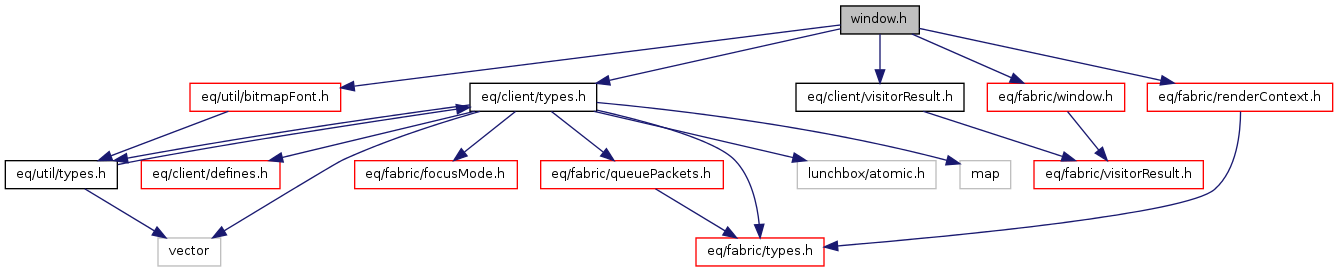 window.h
eq/util/bitmapFont.h
eq/client/types.h
eq/client/visitorResult.h
eq/fabric/window.h
eq/fabric/renderContext.h
eq/util/types.h
eq/client/defines.h
eq/fabric/focusMode.h
eq/fabric/queuePackets.h
lunchbox/atomic.h
map
eq/fabric/visitorResult.h
vector
eq/fabric/types.h